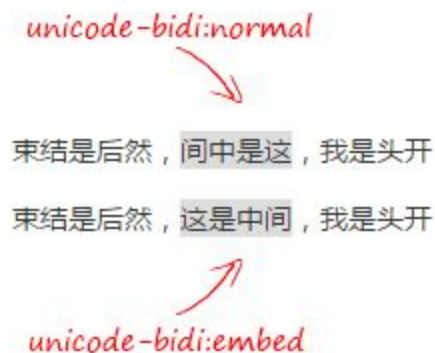 unicode-bidi:normal
束结是后然，间中是这，我是头开
束结是后然，这是中间，我是头开
unicode-bidi:embed